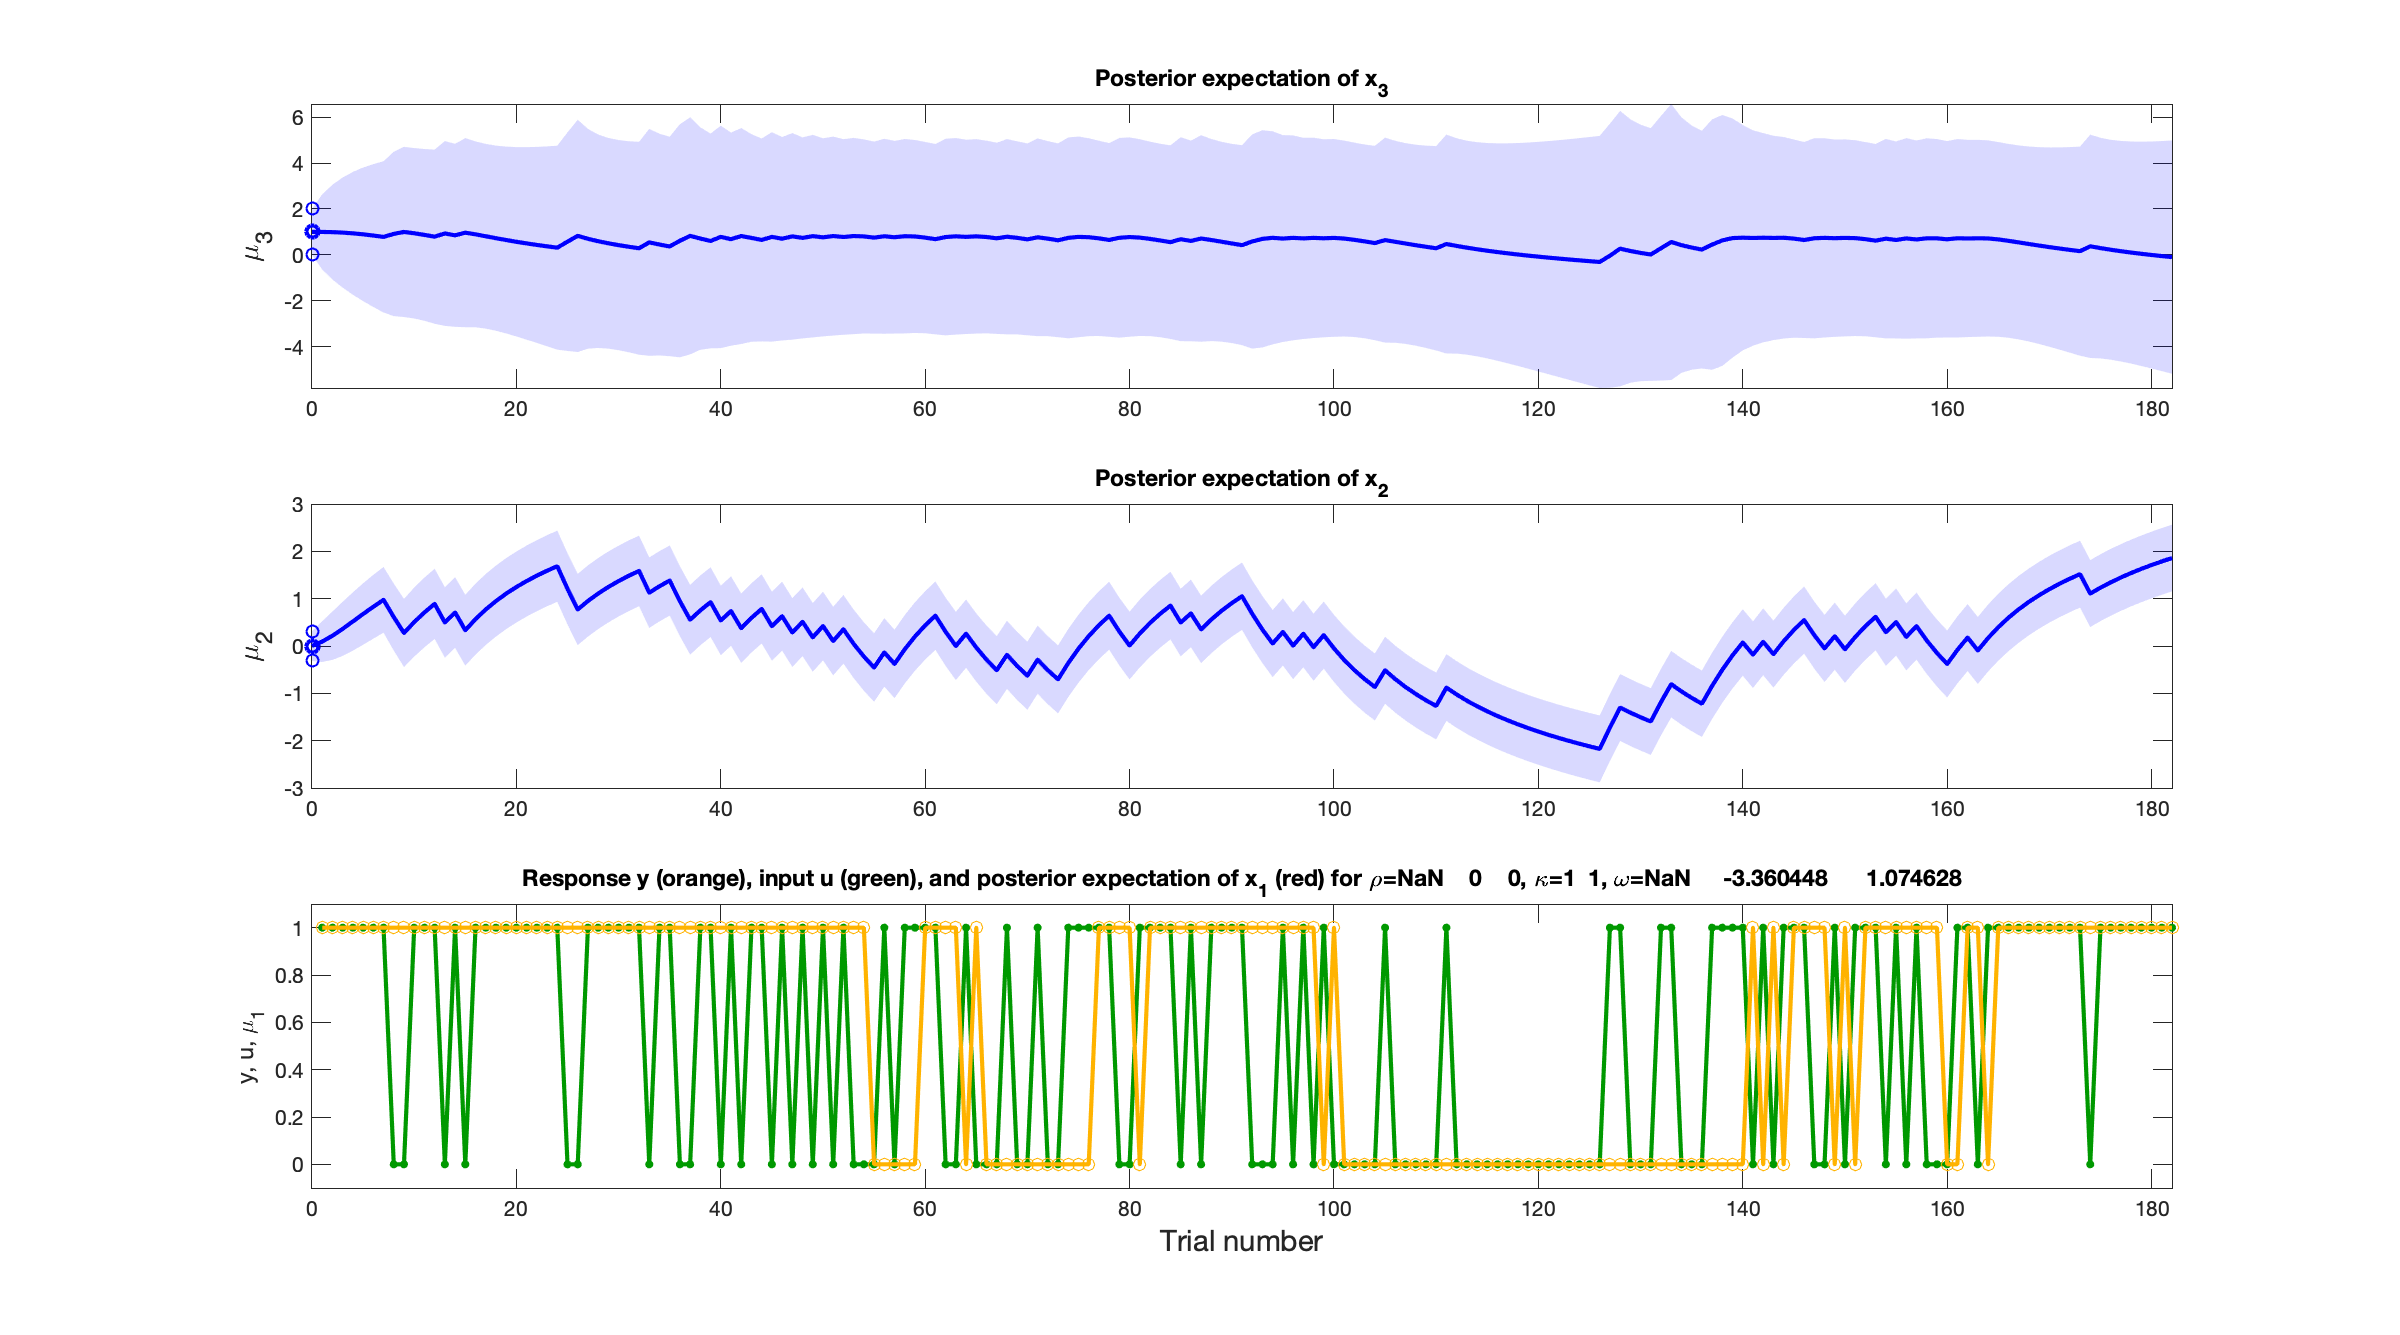 Posterior expectation of x3
μ3
6
4
2
0
-2
-4
0 20 40 60 80 100 120 140 160 180
Posterior expectation of x2
μ2
3
2
1
0
-1
-2
-3
0 20 40 60 80 100 120 140 160 180
Response y (orange), input u (green), and posterior expectation of x1 (red) for ρ=NaN 0 0, κ=1 1, ω=NaN -3.360448 1.074628
y, u, μ1
1
0.8
0.6
0.4
0.2
0
0 20 40 60 80 100 120 140 160 180
Trial number